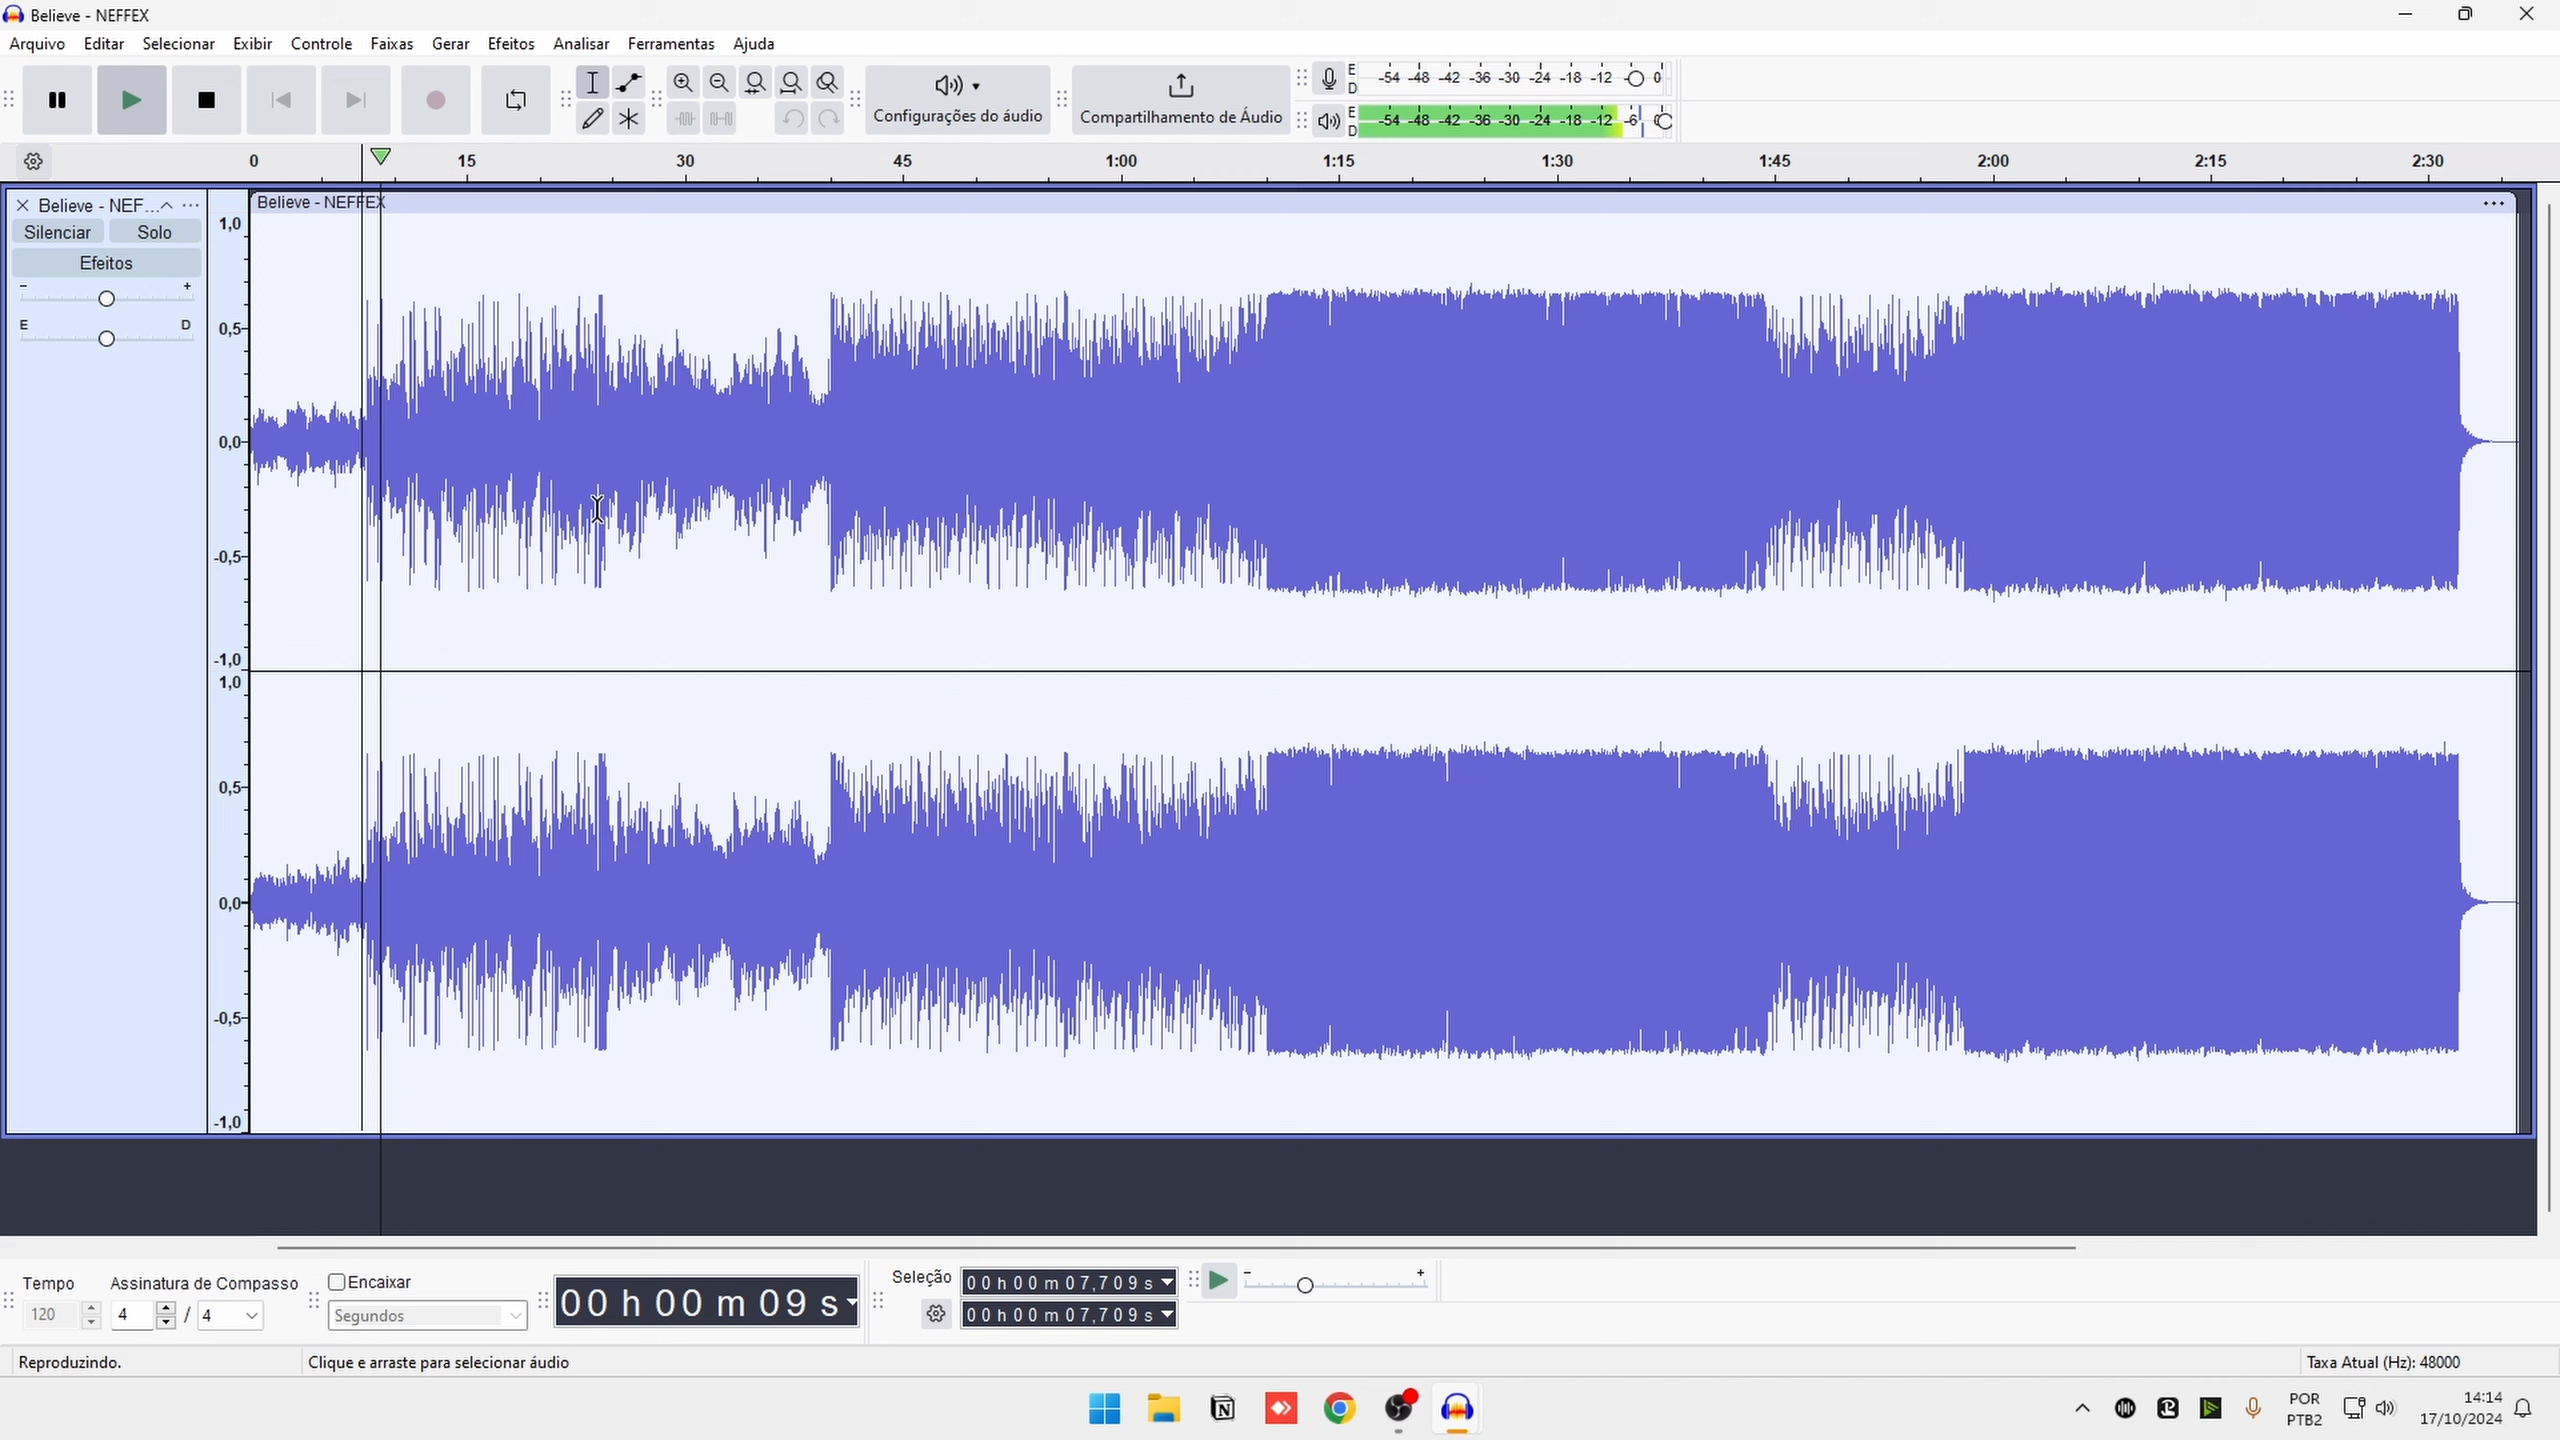 Believe - NEFFEX
Arquivo Editar Selecionar Exibir Controle Faixas Gerar Efeitos Analisar Ferramentas Ajuda
Configurações do áudio
Compartilhamento de Áudio
E
D
-54 -48 -42 -36 -30 -24 -18 -12 0
E
D
-54 -48 -42 -36 -30 -24 -18 -12 -6
0 15 30 45 1:00 1:15 1:30 1:45 2:00 2:15 2:30
Believe - NEF...
Believe - NEFFEX
Silenciar Solo
Efeitos
- +
E D
1,0
0,5
0,0
-0,5
-1,0
1,0
0,5
0,0
-0,5
-1,0
Tempo
120
Assinatura de Compasso
4 / 4
Encaixar
Segundos
00 h 00 m 09 s
Seleção
00 h 00 m 07,709 s
00 h 00 m 07,709 s
- +
Reproduzindo.
Clique e arraste para selecionar áudio
Taxa Atual (Hz): 48000
POR
PTB2
14:14
17/10/2024